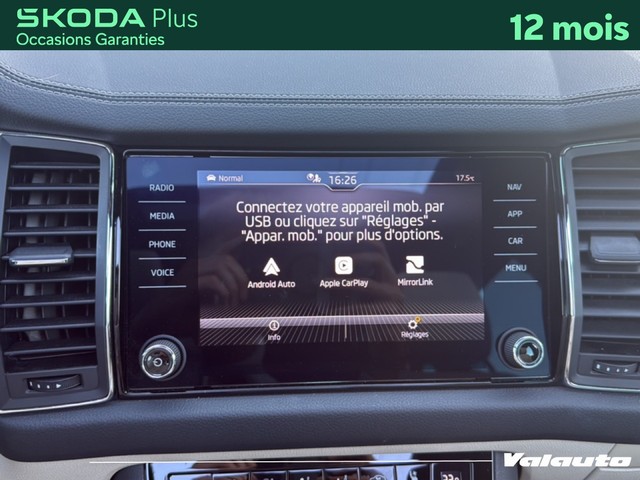 ŠKODA Plus
Occasions Garanties
12 mois
RADIO
MEDIA
PHONE
VOICE
Normal
16:26
17.5°C
Connectez votre appareil mob. par
USB ou cliquez sur "Réglages" -
"Appar. mob." pour plus d'options.
Android Auto
Apple CarPlay
MirrorLink
Info
Réglages
NAV
APP
CAR
MENU
Valauto